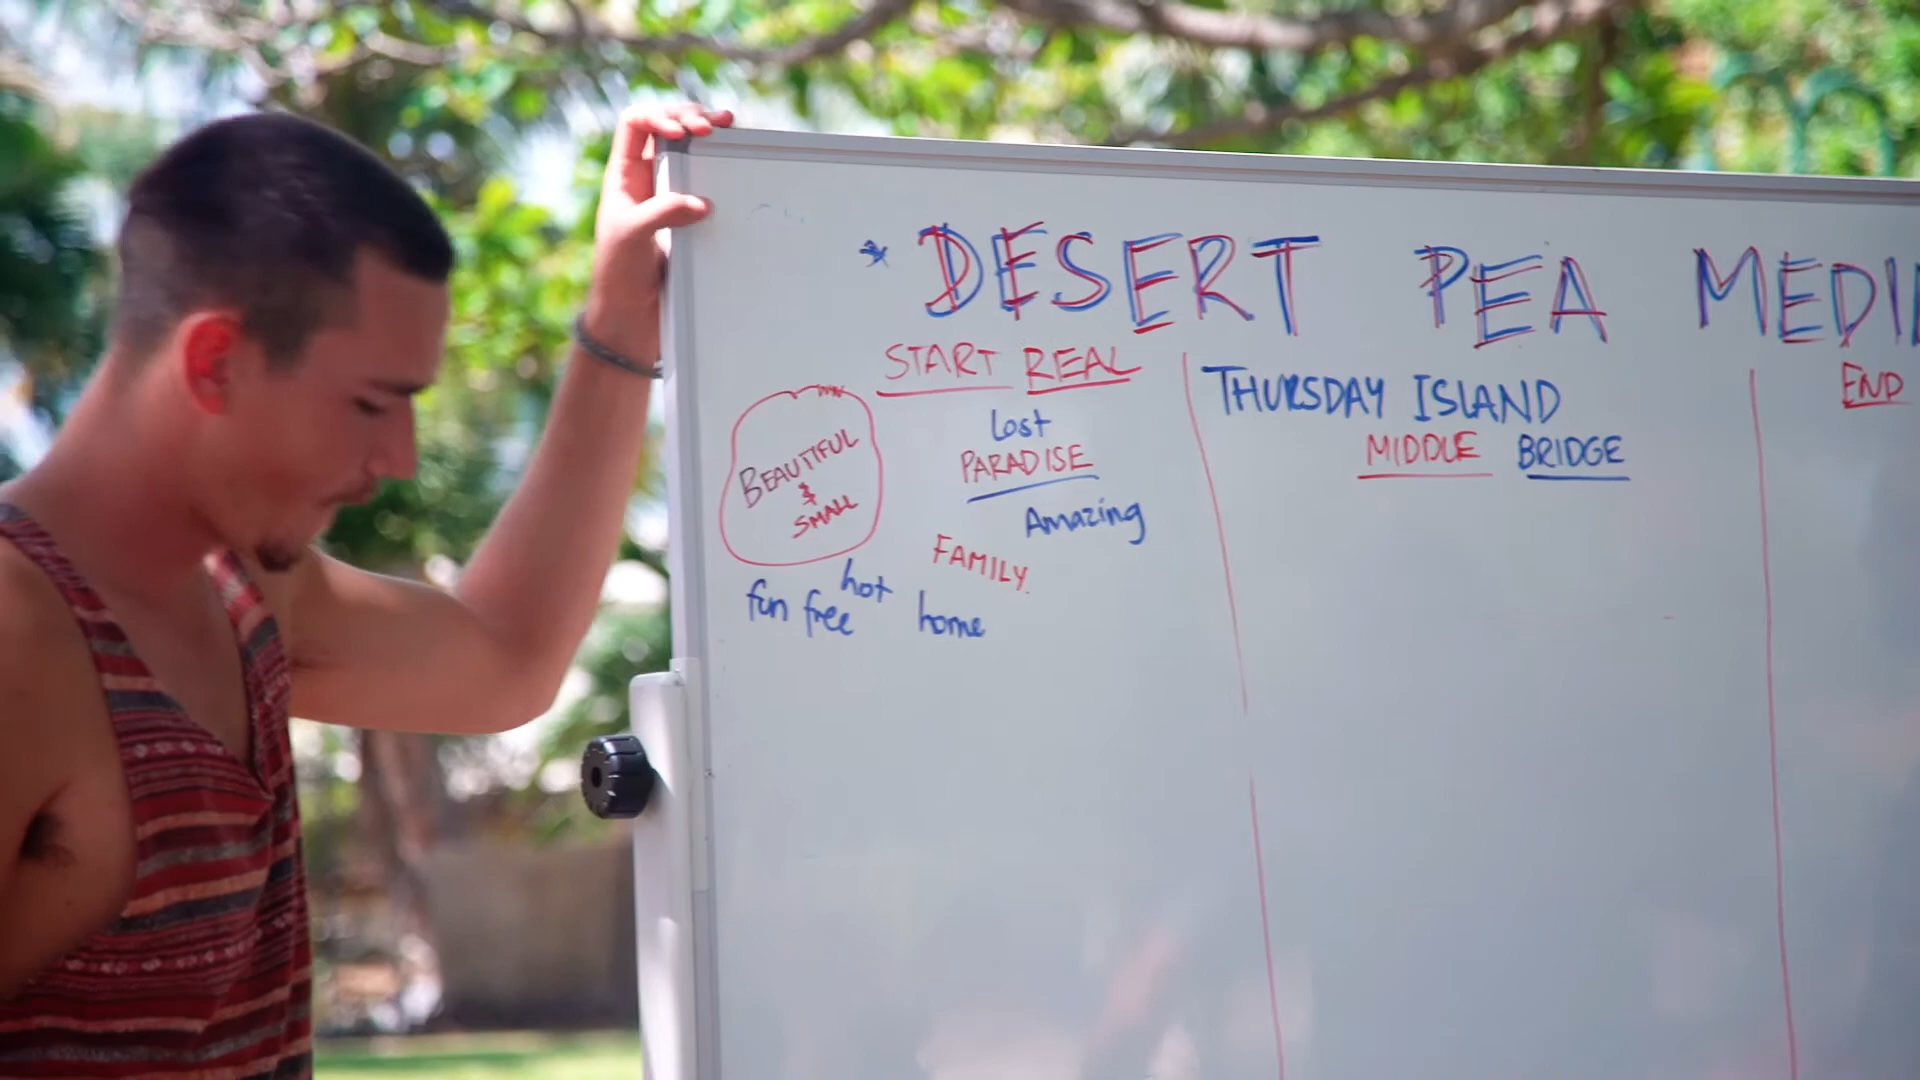 * DESERT PEA MEDI
START REAL
THURSDAY ISLAND
END
MIDDLE BRIDGE
Lost
PARADISE
BEAUTIFUL
&
SMALL
Amazing
FAMILY.
hot
fun free
home